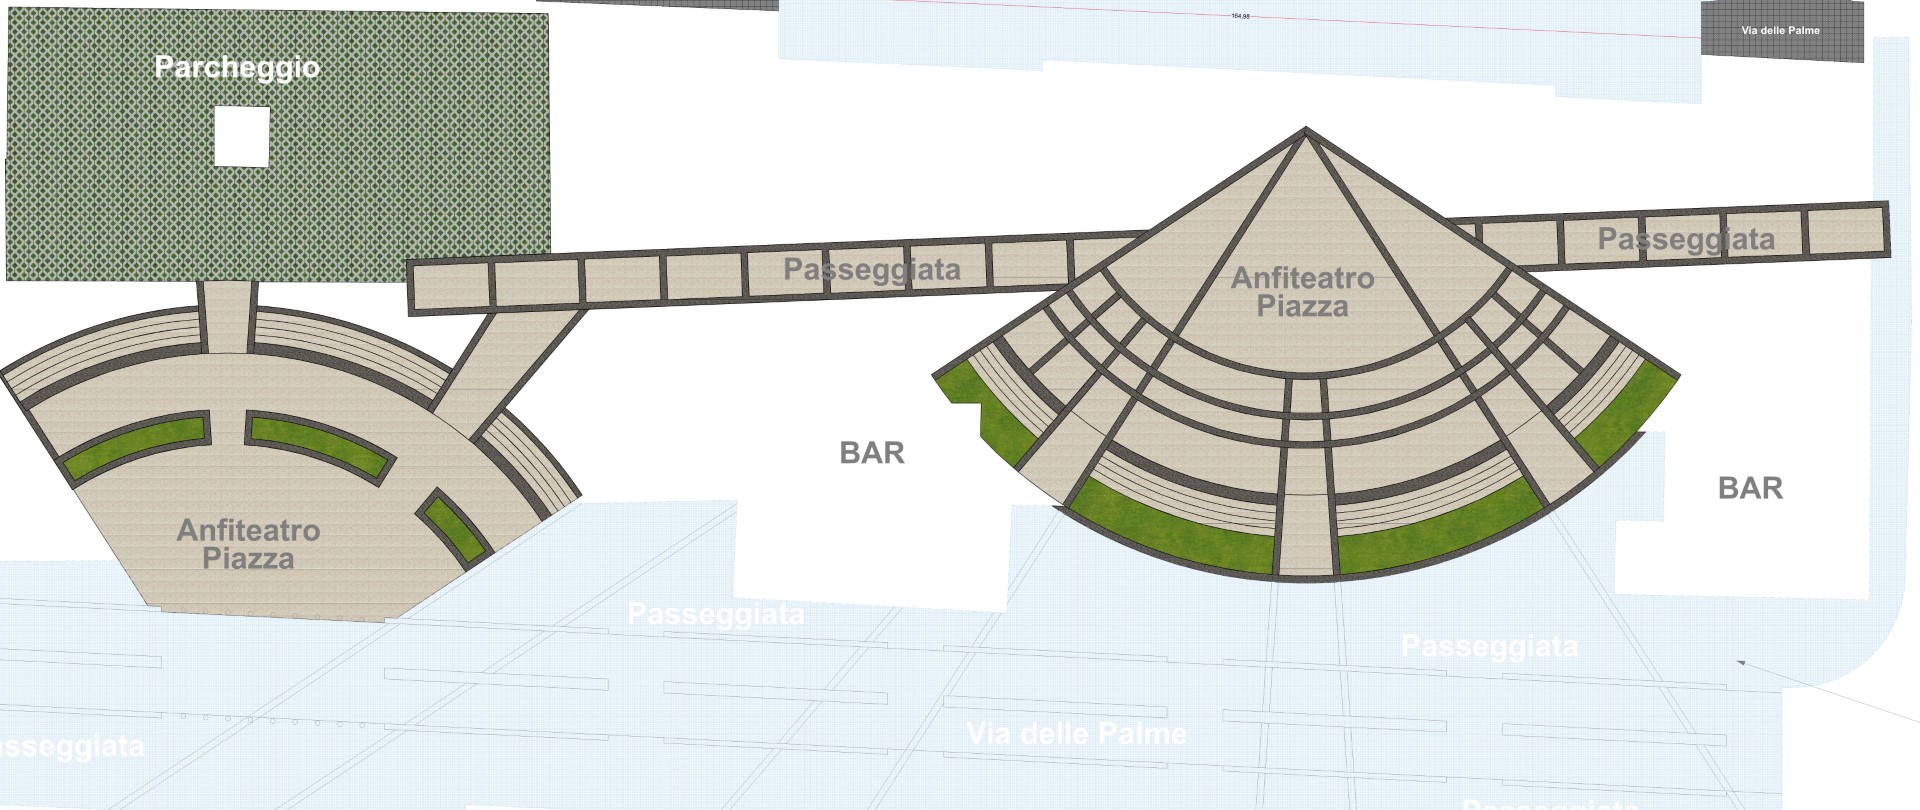 164.98
Via delle Palme
Parcheggio
Passeggiata
Passeggiata
Anfiteatro
Piazza
BAR
BAR
Anfiteatro
Piazza
Passeggiata
Passeggiata
Via delle Palme
asseggiata
Passeggiata